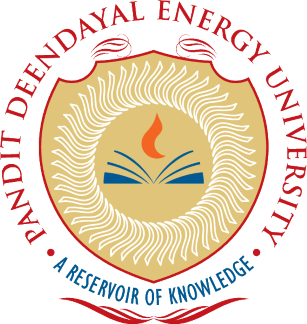 PANDIT DEENDAYAL ENERGY UNIVERSITY
A RESERVOIR OF KNOWLEDGE